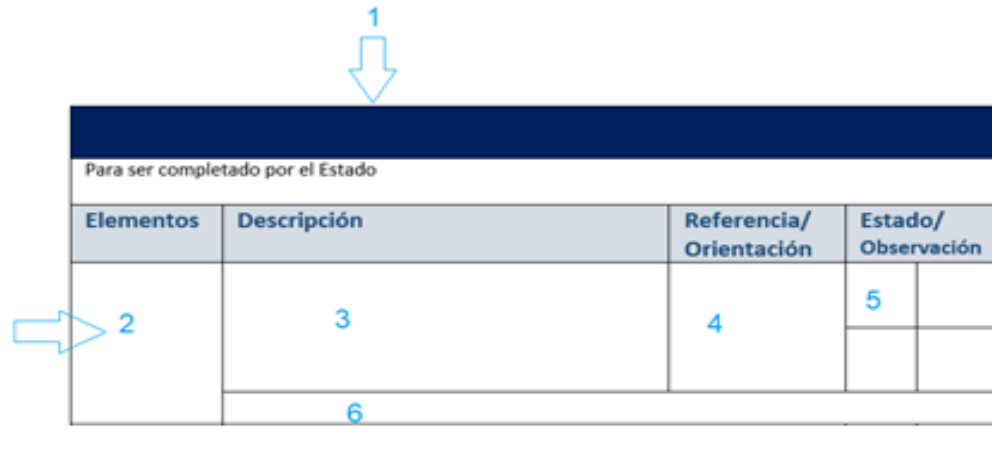 1
Para ser completado por el Estado
Elementos Descripción Referencia/ Estado/
Orientación Observación
2 3 4 5
6